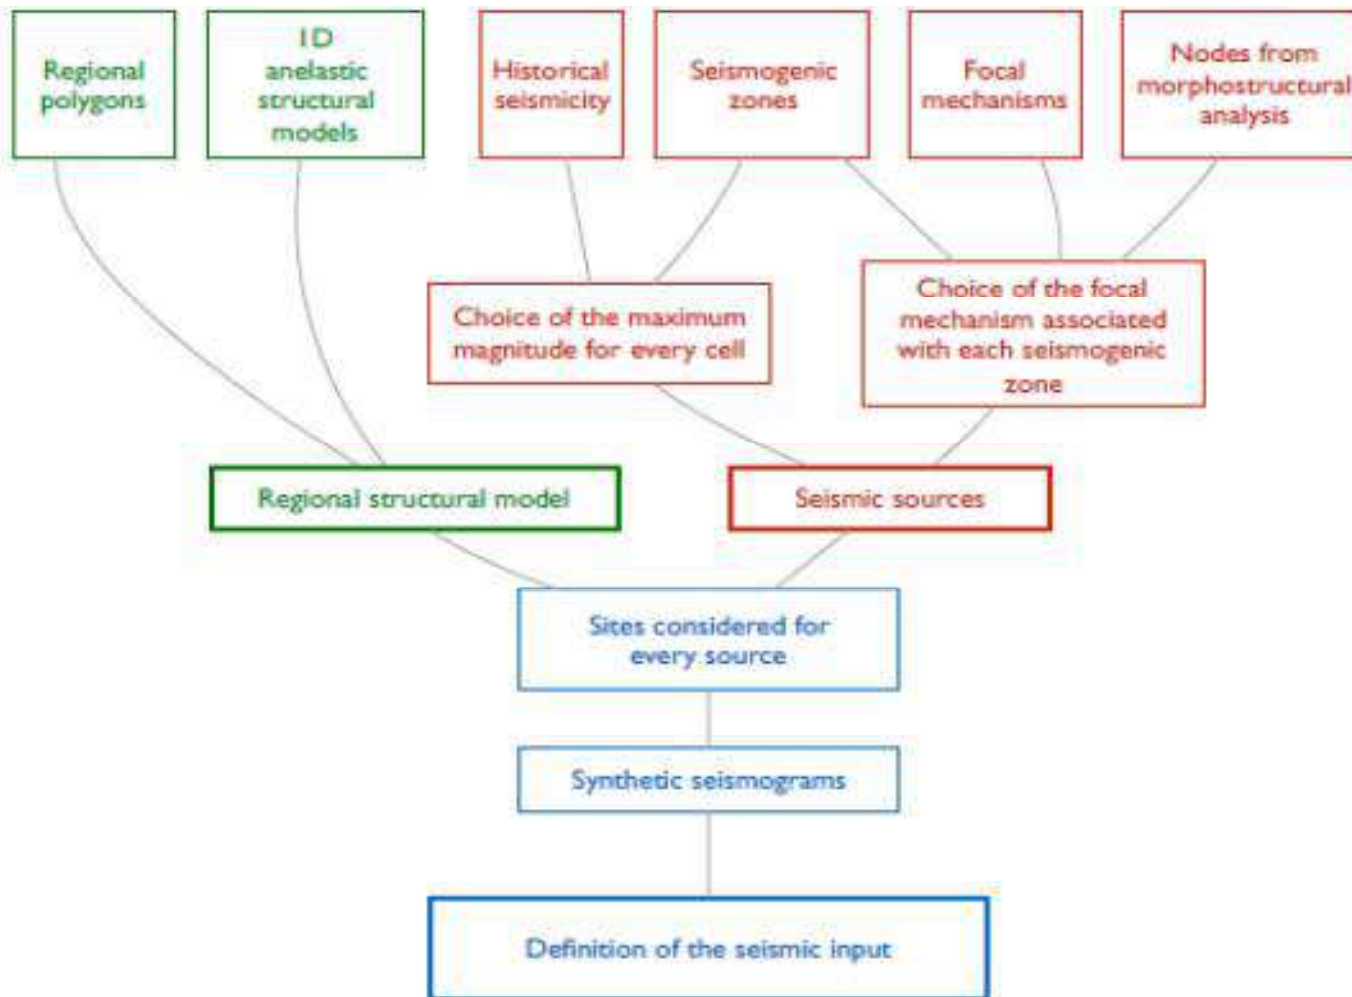 Regional
polygons
1D
anelastic
structural
models
Historical
seismicity
Seismogenic
zones
Focal
mechanisms
Nodes from
morphostructural
analysis
Choice of the maximum
magnitude for every cell
Choice of the focal
mechanism associated
with each seismogenic
zone
Regional structural model
Seismic sources
Sites considered for
every source
Synthetic seismograms
Definition of the seismic input